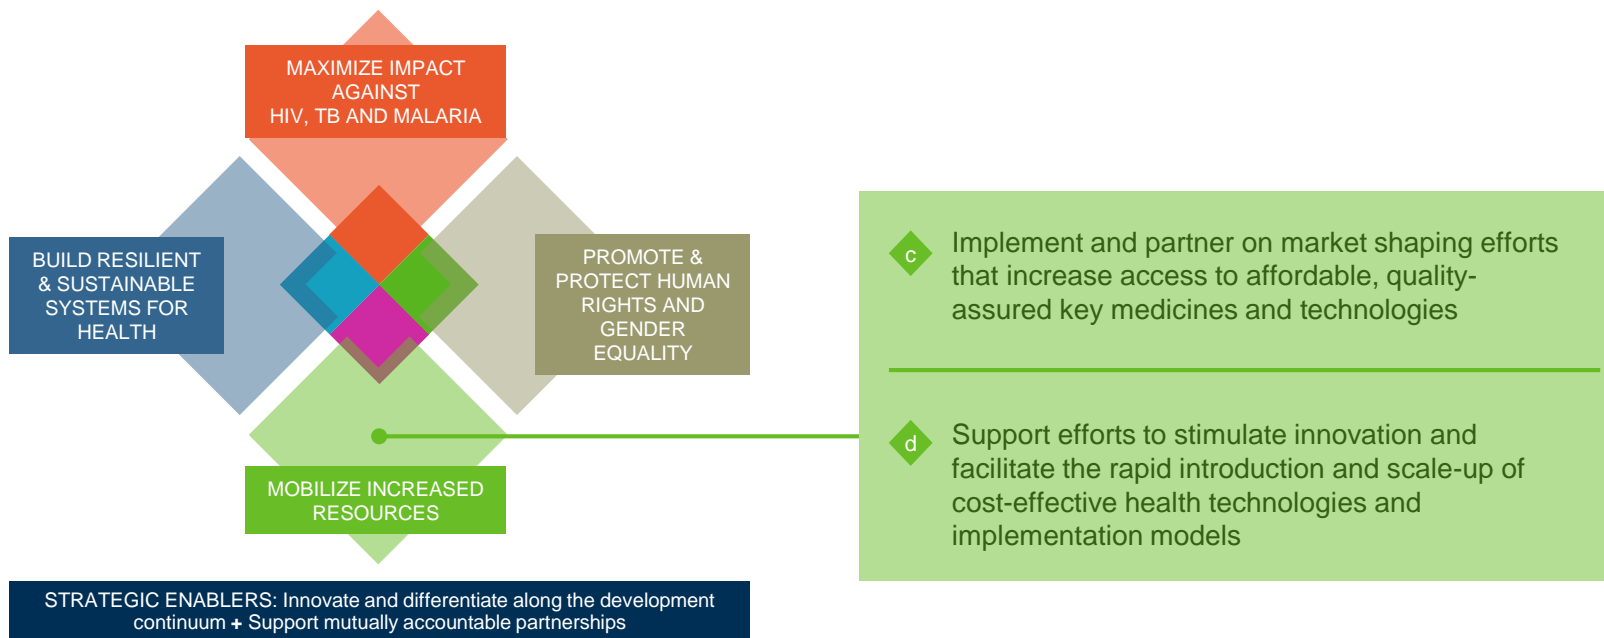 MAXIMIZE IMPACT
AGAINST
HIV, TB AND MALARIA
BUILD RESILIENT
& SUSTAINABLE
SYSTEMS FOR
HEALTH
PROMOTE &
PROTECT HUMAN
RIGHTS AND
GENDER
EQUALITY
MOBILIZE INCREASED
RESOURCES
STRATEGIC ENABLERS: Innovate and differentiate along the development
continuum + Support mutually accountable partnerships
c
Implement and partner on market shaping efforts
that increase access to affordable, quality-
assured key medicines and technologies
d
Support efforts to stimulate innovation and
facilitate the rapid introduction and scale-up of
cost-effective health technologies and
implementation models